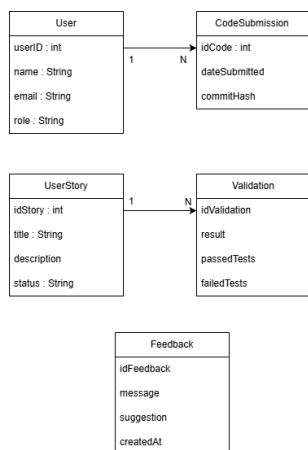 User
userID : int
name : String
email : String
role : String
1
N
CodeSubmission
idCode : int
dateSubmitted
commitHash
UserStory
idStory : int
title : String
description
status : String
1
N
Validation
idValidation
result
passedTests
failedTests
Feedback
idFeedback
message
suggestion
createdAt